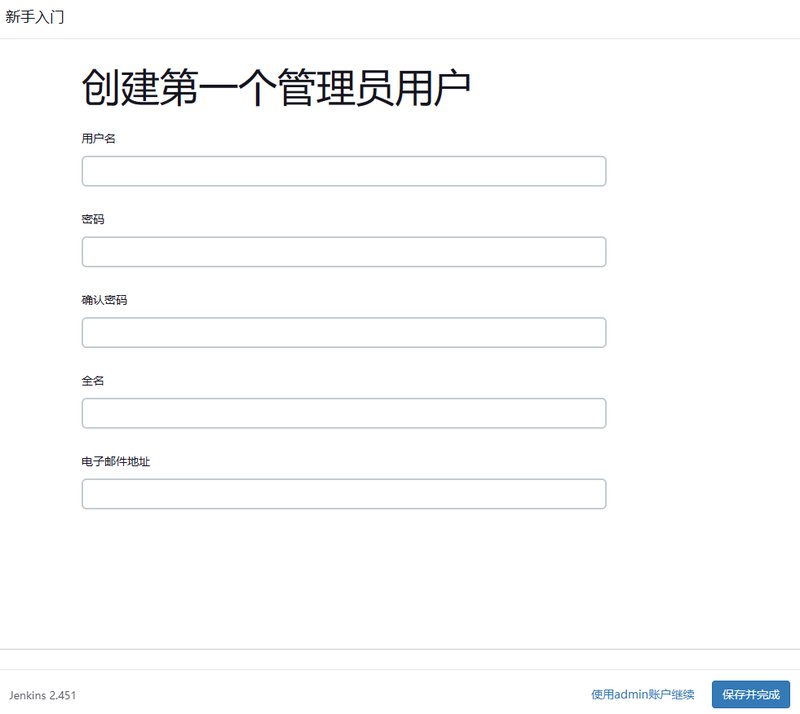 新手入门
创建第一个管理员用户
用户名
密码
确认密码
全名
电子邮件地址
Jenkins 2.451
使用admin账户继续
保存并完成